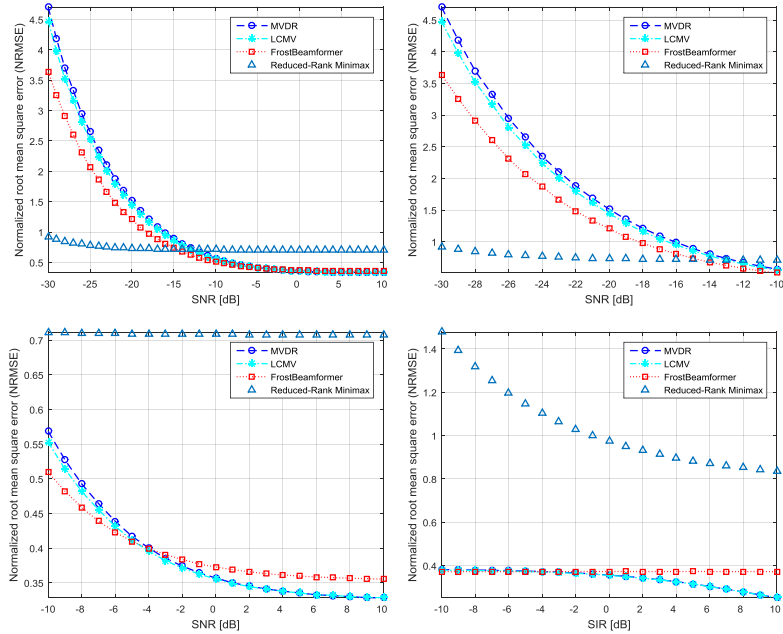 Normalized root mean square error (NRMSE)
4.5
4
3.5
3
2.5
2
1.5
1
0.5
-30 -25 -20 -15 -10 -5 0 5 10
SNR [dB]
MVDR
LCMV
FrostBeamformer
Reduced-Rank Minimax
Normalized root mean square error (NRMSE)
4.5
4
3.5
3
2.5
2
1.5
1
-30 -28 -26 -24 -22 -20 -18 -16 -14 -12 -10
SNR [dB]
MVDR
LCMV
FrostBeamformer
Reduced-Rank Minimax
Normalized root mean square error (NRMSE)
0.7
0.65
0.6
0.55
0.5
0.45
0.4
0.35
-10 -8 -6 -4 -2 0 2 4 6 8 10
SNR [dB]
MVDR
LCMV
FrostBeamformer
Reduced-Rank Minimax
Normalized root mean square error (NRMSE)
1.4
1.2
1
0.8
0.6
0.4
-10 -8 -6 -4 -2 0 2 4 6 8 10
SIR [dB]
MVDR
LCMV
FrostBeamformer
Reduced-Rank Minimax